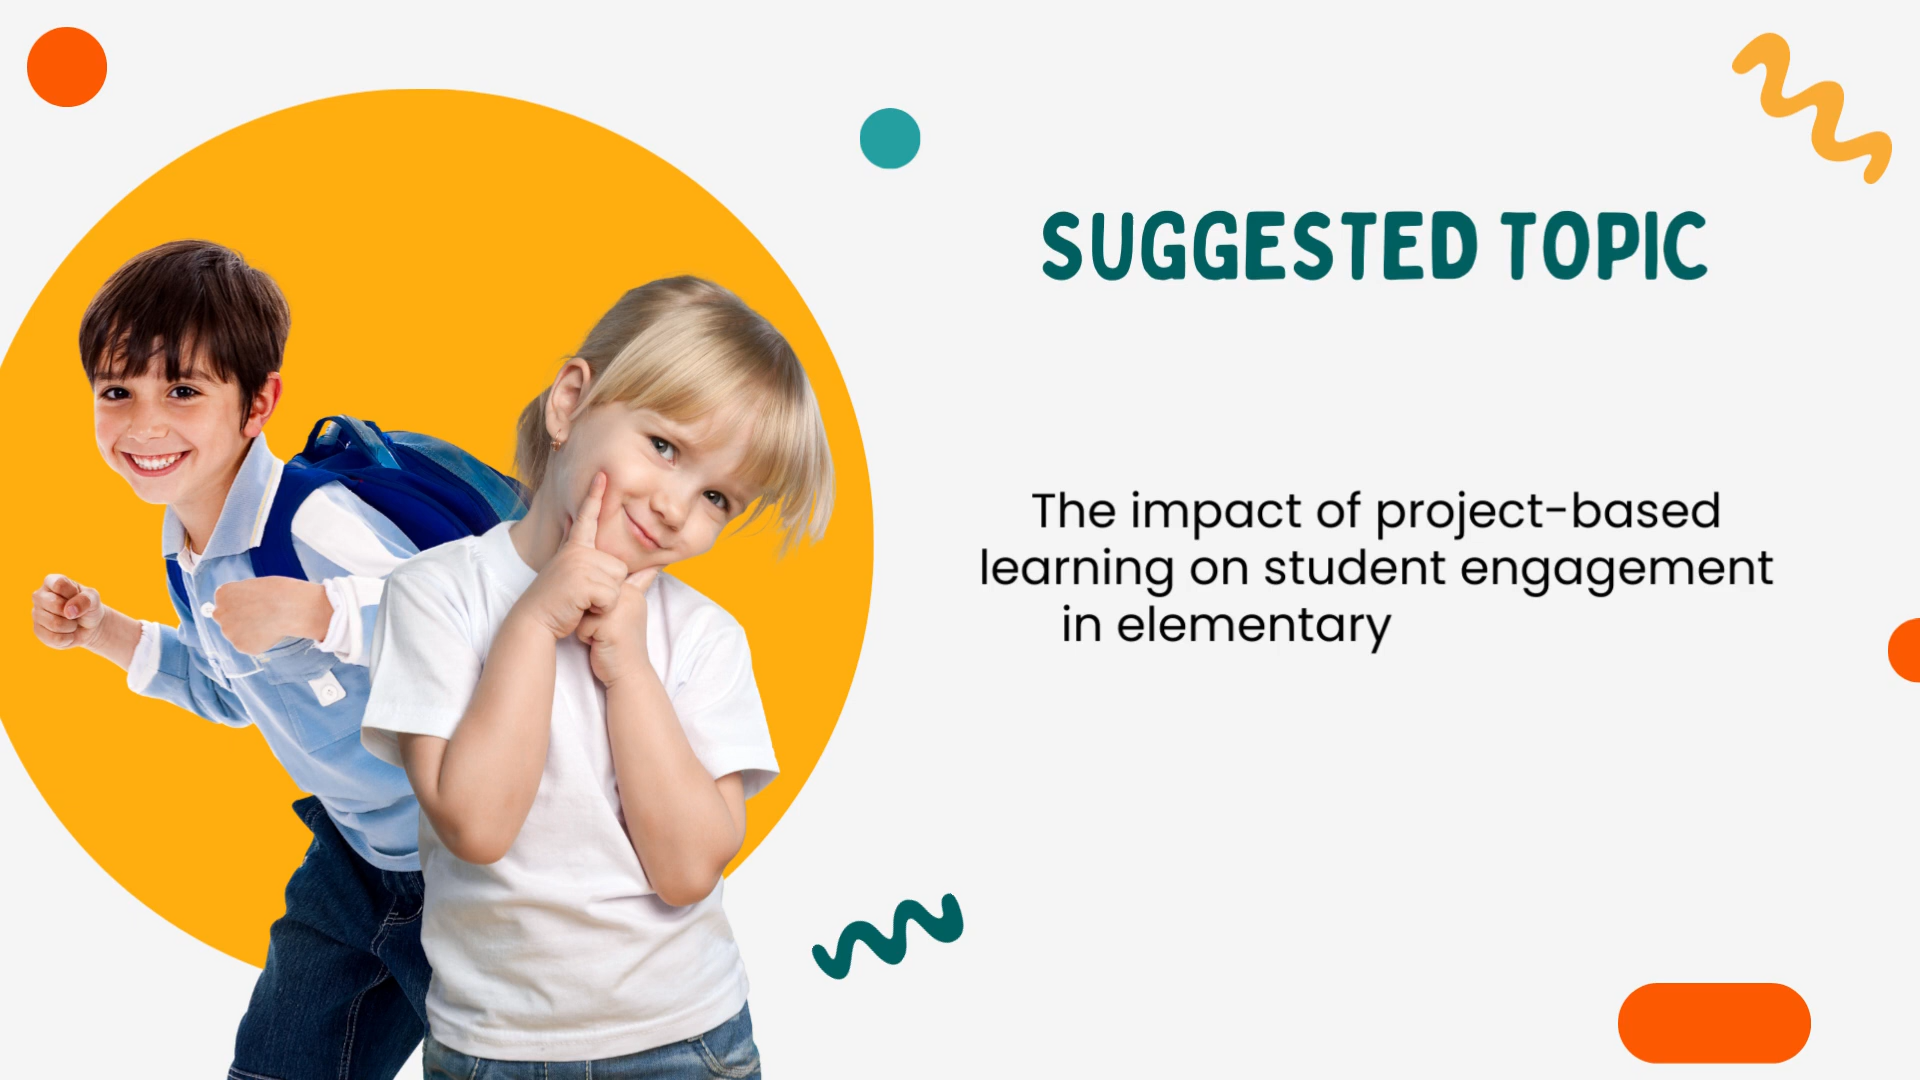 SUGGESTED TOPIC
The impact of project-based
learning on student engagement
in elementary